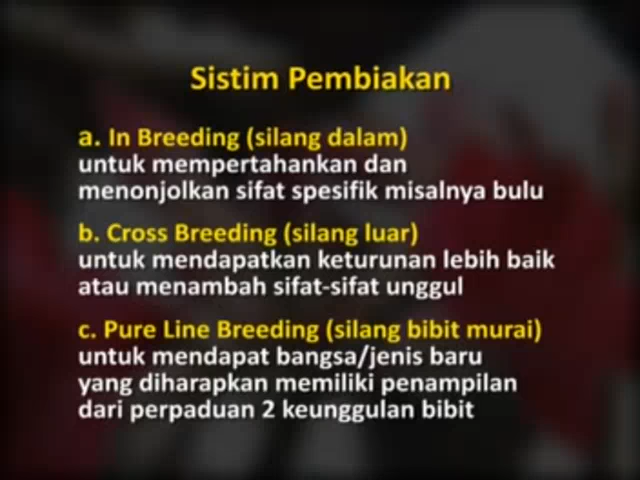 Sistim Pembiakan
a. In Breeding (silang dalam)
untuk mempertahankan dan
menonjolkan sifat spesifik misalnya bulu
b. Cross Breeding (silang luar)
untuk mendapatkan keturunan lebih baik
atau menambah sifat-sifat unggul
c. Pure Line Breeding (silang bibit murai)
untuk mendapat bangsa/jenis baru
yang diharapkan memiliki penampilan
dari perpaduan 2 keunggulan bibit